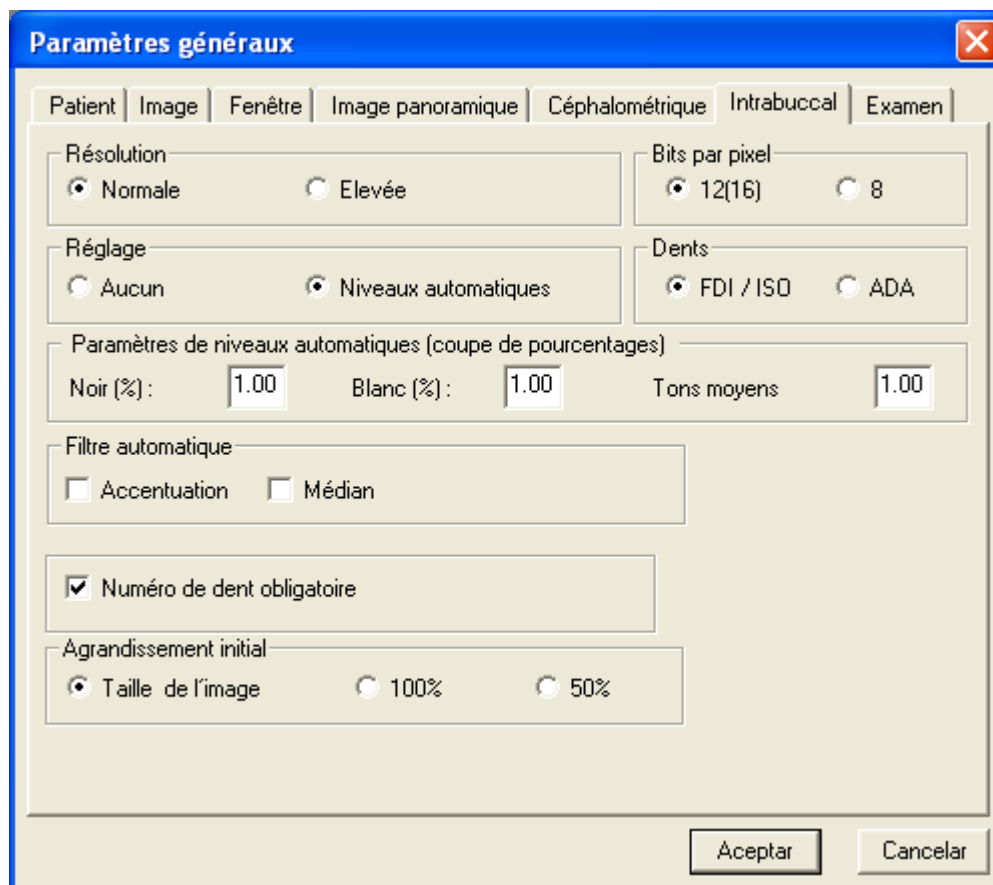 Paramètres généraux
Patient Image Fenêtre Image panoramique Céphalométrique Intrabuccal Examen
Résolution Bits par pixel
Normale Elevée 12(16) 8
Réglage Dents
Aucun Niveaux automatiques FDI / ISO ADA
Paramètres de niveaux automatiques (coupe de pourcentages)
Noir (%) : 1.00 Blanc (%) : 1.00 Tons moyens 1.00
Filtre automatique
Accentuation Médian
Numéro de dent obligatoire
Agrandissement initial
Taille de l´image 100% 50%
Aceptar Cancelar